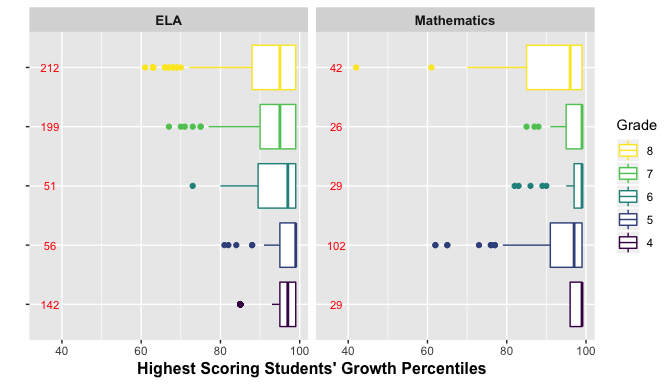 ELA Mathematics
212 42
199 26
51 29
56 102
142 29
40 60 80 100 40 60 80 100
Highest Scoring Students' Growth Percentiles
Grade
8
7
6
5
4